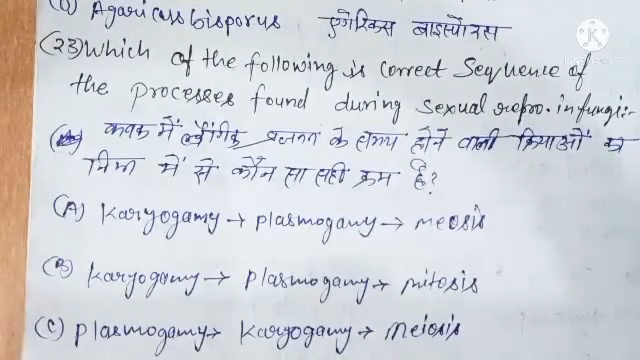 (D) Agaricus bisporus एगेरिकस बाइस्पोरस
(23) Which of the following is correct Sequence of
the processes found during sexual repro. in fungi:-
कवक में लैंगिक प्रजनन के समय होने वाली क्रियाओं का
निम्न में से कौन सा सही क्रम है?
(A) Karyogamy → plasmogamy → meosis
(B) Karyogamy → plasmogamy → mitosis
(C) plasmogamy → Karyogamy → Meiosis